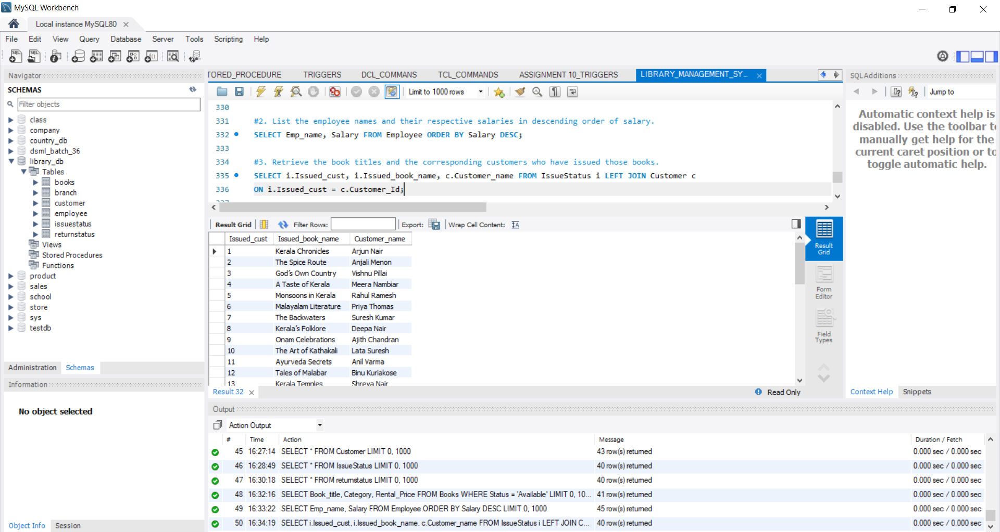 MySQL Workbench
Local instance MySQL80
File Edit View Query Database Server Tools Scripting Help
Navigator
SCHEMAS
Filter objects
class
company
country_db
dsml_batch_36
library_db
Tables
books
branch
customer
employee
issuestatus
returnstatus
Views
Stored Procedures
Functions
product
sales
school
store
sys
testdb
Administration Schemas
Information
No object selected
Object Info Session
TORED_PROCEDURE TRIGGERS DCL_COMMANS TCL_COMMANDS ASSIGNMENT 10_TRIGGERS LIBRARY_MANAGEMENT_SY...
Limit to 1000 rows
330
331 #2. List the employee names and their respective salaries in descending order of salary.
332 SELECT Emp_name, Salary FROM Employee ORDER BY Salary DESC;
333
334 #3. Retrieve the book titles and the corresponding customers who have issued those books.
335 SELECT i.Issued_cust, i.Issued_book_name, c.Customer_name FROM IssueStatus i LEFT JOIN Customer c
336 ON i.Issued_cust = c.Customer_Id;
337
Result Grid Filter Rows: Export: Wrap Cell Content:
Issued_cust Issued_book_name Customer_name
1 Kerala Chronicles Arjun Nair
2 The Spice Route Anjali Menon
3 God's Own Country Vishnu Pillai
4 A Taste of Kerala Meera Nambiar
5 Monsoons in Kerala Rahul Ramesh
6 Malayalam Literature Priya Thomas
7 The Backwaters Suresh Kumar
8 Kerala's Folklore Deepa Nair
9 Onam Celebrations Ajith Chandran
10 The Art of Kathakali Lata Suresh
11 Ayurveda Secrets Anil Varma
12 Tales of Malabar Binu Kuriakose
13 Kerala Temples Shreya Nair
Result Grid
Form Editor
Field Types
Result 32
Read Only
SQLAdditions
Jump to
Automatic context help is
disabled. Use the toolbar to
manually get help for the
current caret position or to
toggle automatic help.
Context Help Snippets
Output
Action Output
# Time Action Message Duration / Fetch
45 16:27:14 SELECT * FROM Customer LIMIT 0, 1000 43 row(s) returned 0.000 sec / 0.000 sec
46 16:28:49 SELECT * FROM IssueStatus LIMIT 0, 1000 40 row(s) returned 0.000 sec / 0.000 sec
47 16:30:18 SELECT * FROM returnstatus LIMIT 0, 1000 40 row(s) returned 0.000 sec / 0.000 sec
48 16:32:16 SELECT Book_title, Category, Rental_Price FROM Books WHERE Status = 'Available' LIMIT 0, 10... 41 row(s) returned 0.000 sec / 0.000 sec
49 16:33:22 SELECT Emp_name, Salary FROM Employee ORDER BY Salary DESC LIMIT 0, 1000 45 row(s) returned 0.000 sec / 0.000 sec
50 16:34:19 SELECT i.Issued_cust, i.Issued_book_name, c.Customer_name FROM IssueStatus i LEFT JOIN C... 40 row(s) returned 0.000 sec / 0.000 sec